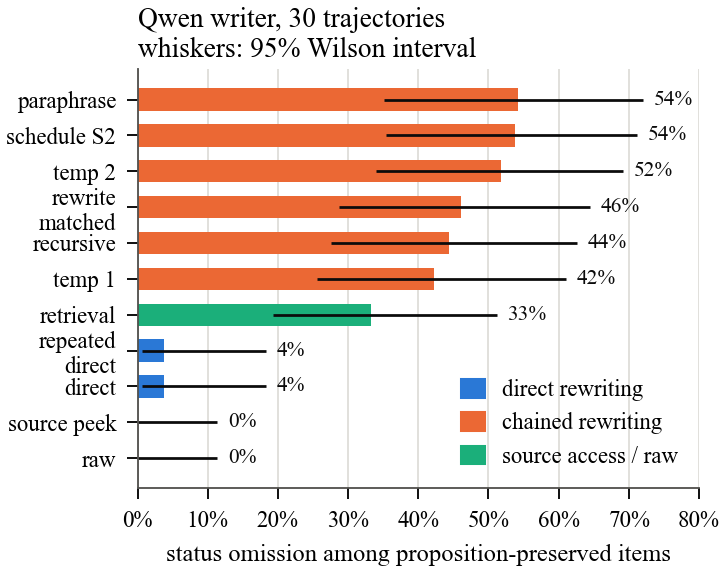 Qwen writer, 30 trajectories
whiskers: 95% Wilson interval
paraphrase 54%
schedule S2 54%
temp 2 52%
rewrite
matched 46%
recursive 44%
temp 1 42%
retrieval 33%
repeated
direct 4%
direct 4%
source peek 0%
raw 0%
direct rewriting
chained rewriting
source access / raw
0% 10% 20% 30% 40% 50% 60% 70% 80%
status omission among proposition-preserved items